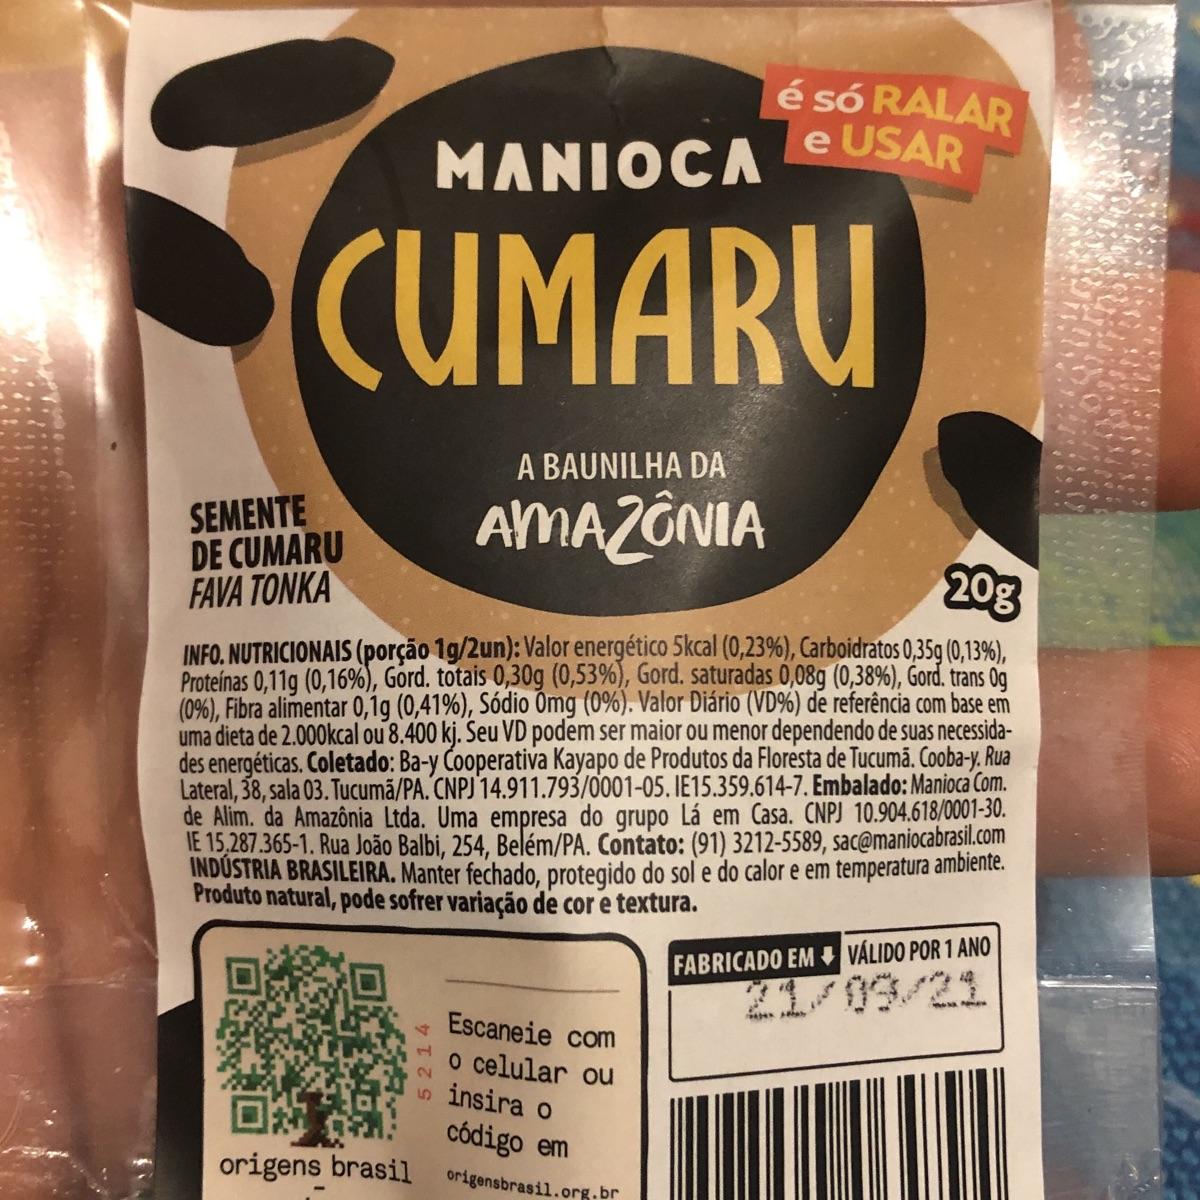 é só RALAR
e USAR
MANIOCA
CUMARU
A BAUNILHA DA
AMAZÔNIA
SEMENTE
DE CUMARU
FAVA TONKA
20g
INFO. NUTRICIONAIS (porção 1g/2un): Valor energético 5kcal (0,23%), Carboidratos 0,35g (0,13%),
Proteínas 0,11g (0,16%), Gord. totais 0,30g (0,53%), Gord. saturadas 0,08g (0,38%), Gord. trans 0g
(0%), Fibra alimentar 0,1g (0,41%), Sódio 0mg (0%). Valor Diário (VD%) de referência com base em
uma dieta de 2.000kcal ou 8.400 kj. Seu VD podem ser maior ou menor dependendo de suas necessida-
des energéticas. Coletado: Ba-y Cooperativa Kayapo de Produtos da Floresta de Tucumã. Cooba-y. Rua
Lateral, 38, sala 03. Tucumã/PA. CNPJ 14.911.793/0001-05. IE15.359.614-7. Embalado: Manioca Com.
de Alim. da Amazônia Ltda. Uma empresa do grupo Lá em Casa. CNPJ 10.904.618/0001-30.
IE 15.287.365-1. Rua João Balbi, 254, Belém/PA. Contato: (91) 3212-5589, sac@maniocabrasil.com
INDÚSTRIA BRASILEIRA. Manter fechado, protegido do sol e do calor e em temperatura ambiente.
Produto natural, pode sofrer variação de cor e textura.
FABRICADO EM VÁLIDO POR 1 ANO
21/09/21
5214
Escaneie com
o celular ou
insira o
código em
origensbrasil.org.br
origens brasil